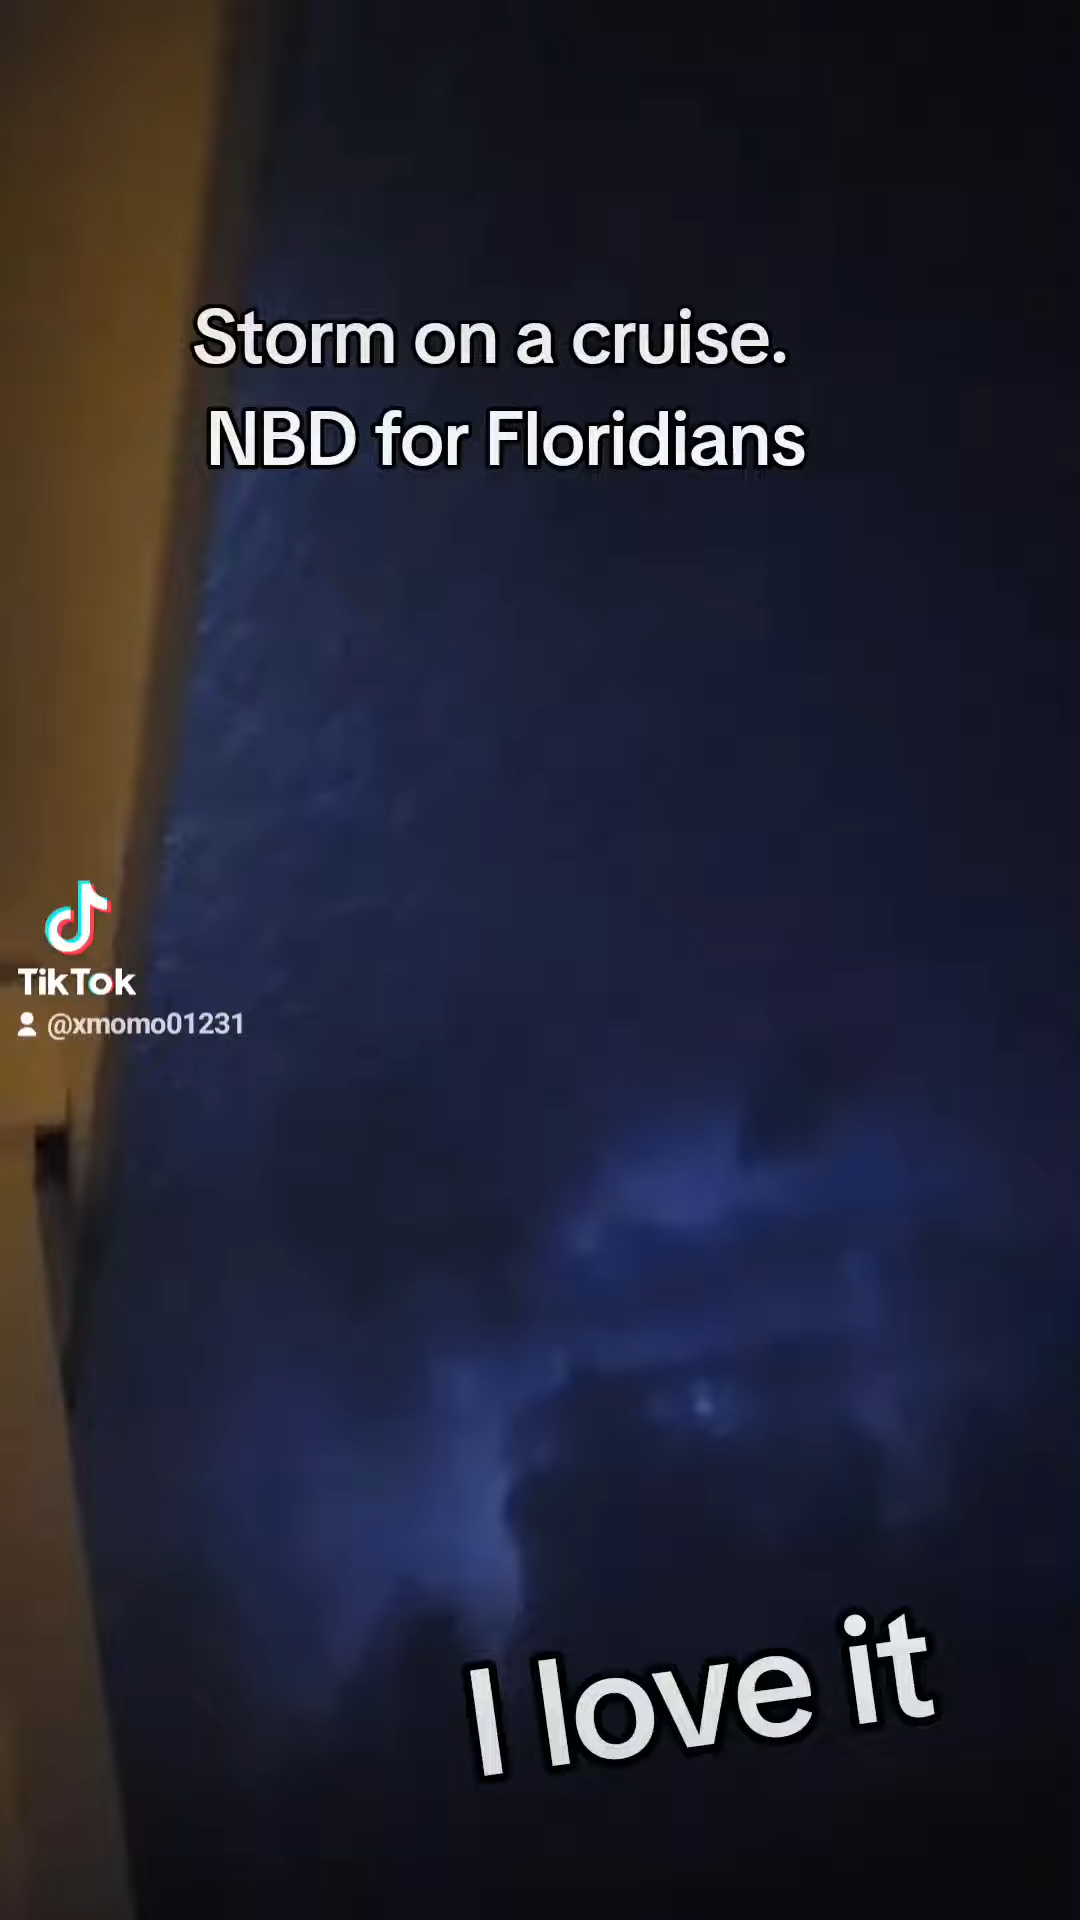 Storm on a cruise.
NBD for Floridians
TikTok
@xmomo01231
I love it